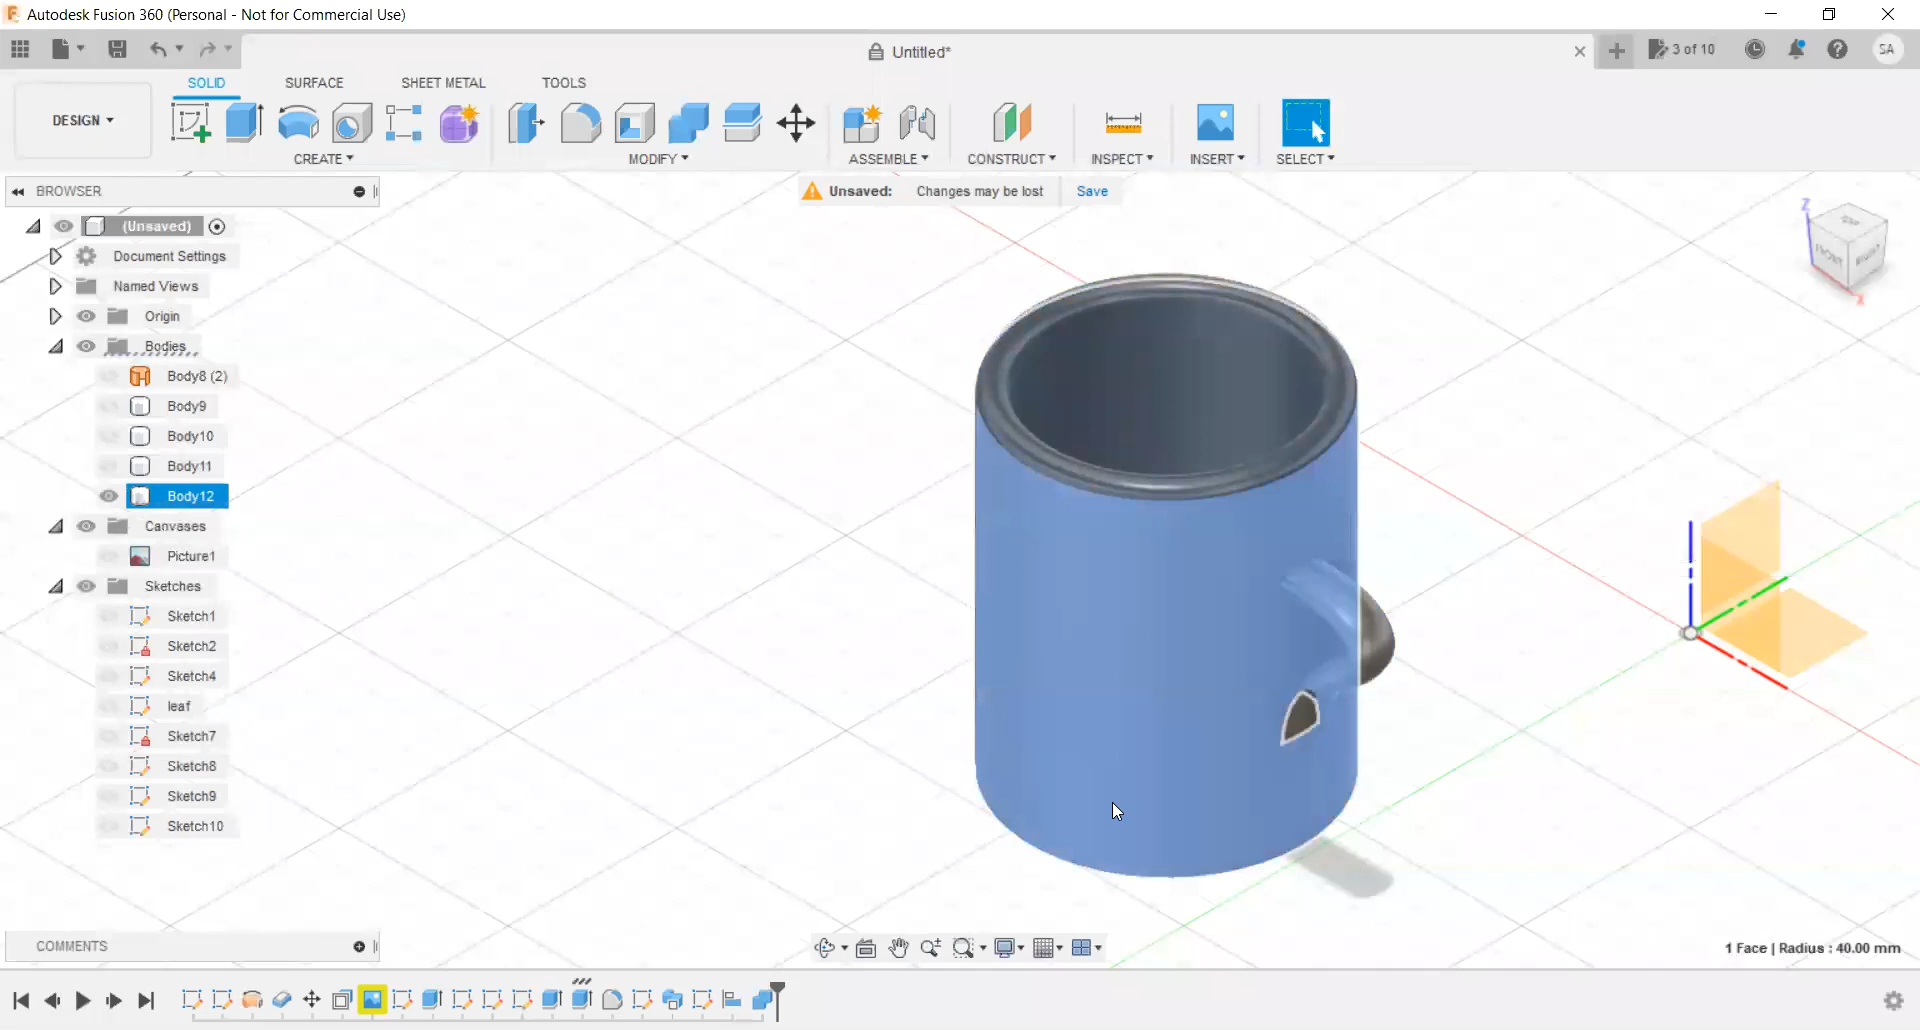 Autodesk Fusion 360 (Personal - Not for Commercial Use)
Untitled*
3 of 10
SA
SOLID
SURFACE
SHEET METAL
TOOLS
DESIGN
CREATE
MODIFY
ASSEMBLE
CONSTRUCT
INSPECT
INSERT
SELECT
BROWSER
Unsaved: Changes may be lost Save
(Unsaved)
Document Settings
Named Views
Origin
Bodies
Body8 (2)
Body9
Body10
Body11
Body12
Canvases
Picture1
Sketches
Sketch1
Sketch2
Sketch4
leaf
Sketch7
Sketch8
Sketch9
Sketch10
Z
FRONT
RIGHT
X
COMMENTS
1 Face | Radius : 40.00 mm